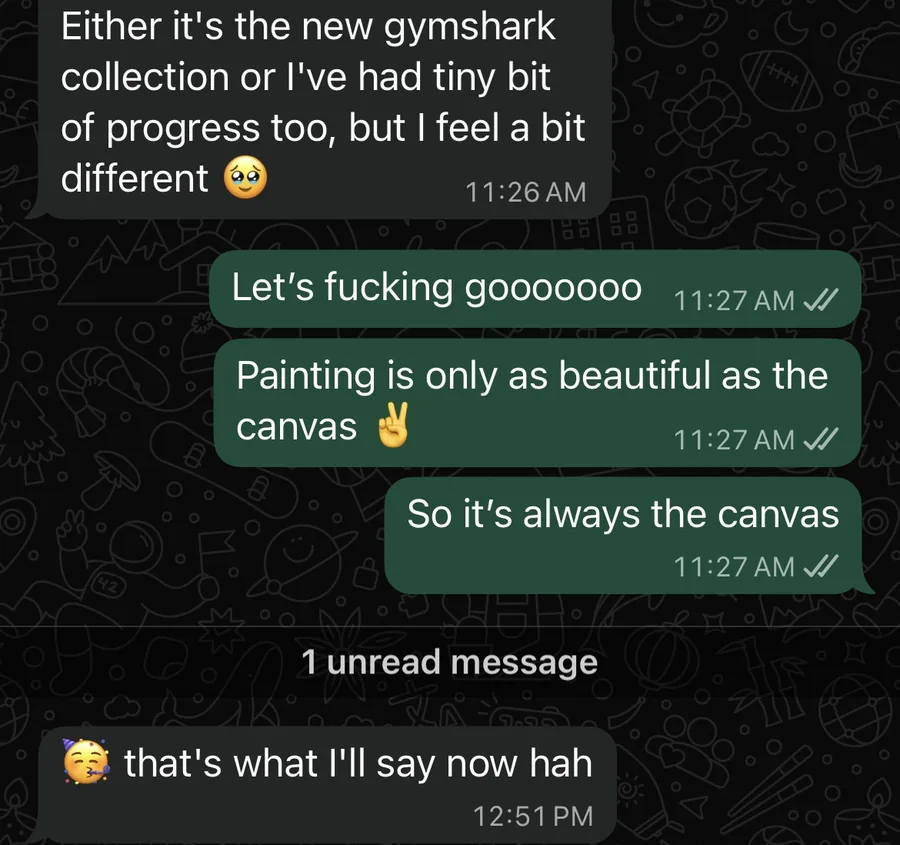 Either it's the new gymshark
collection or I've had tiny bit
of progress too, but I feel a bit
different 🥹
11:26 AM
Let’s fucking gooooooo
11:27 AM
Painting is only as beautiful as the
canvas ✌️
11:27 AM
So it’s always the canvas
11:27 AM
42
1 unread message
🥳 that's what I'll say now hah
12:51 PM